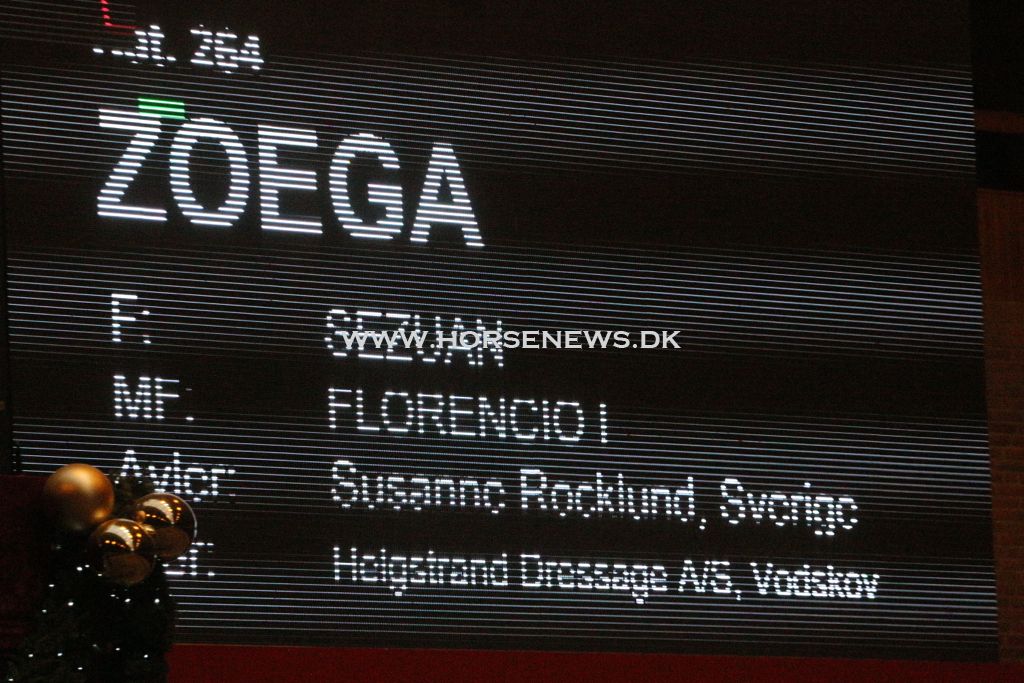 Kat. 264
ZOEGA
F: SEZUAN
WWW.HORSENEWS.DK
MF: FLORENCIO I
Avler: Susanne Rocklund, Sverige
Helgstrand Dressage A/S, Vodskov